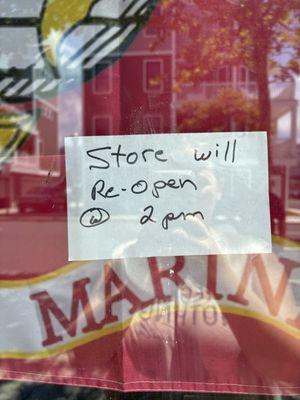 Store will
Re-Open
@ 2pm
MARIN